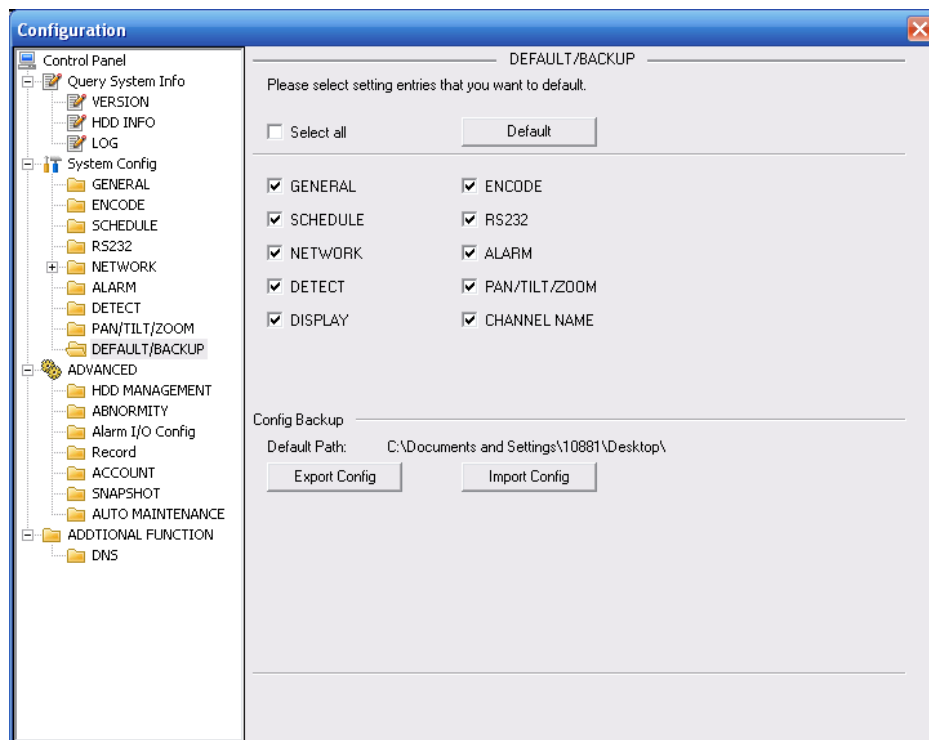 Configuration
Control Panel
Query System Info
VERSION
HDD INFO
LOG
System Config
GENERAL
ENCODE
SCHEDULE
RS232
NETWORK
ALARM
DETECT
PAN/TILT/ZOOM
DEFAULT/BACKUP
ADVANCED
HDD MANAGEMENT
ABNORMITY
Alarm I/O Config
Record
ACCOUNT
SNAPSHOT
AUTO MAINTENANCE
ADDTIONAL FUNCTION
DNS
DEFAULT/BACKUP
Please select setting entries that you want to default.
Select all Default
GENERAL ENCODE
SCHEDULE RS232
NETWORK ALARM
DETECT PAN/TILT/ZOOM
DISPLAY CHANNEL NAME
Config Backup
Default Path: C:\Documents and Settings\10881\Desktop\
Export Config Import Config